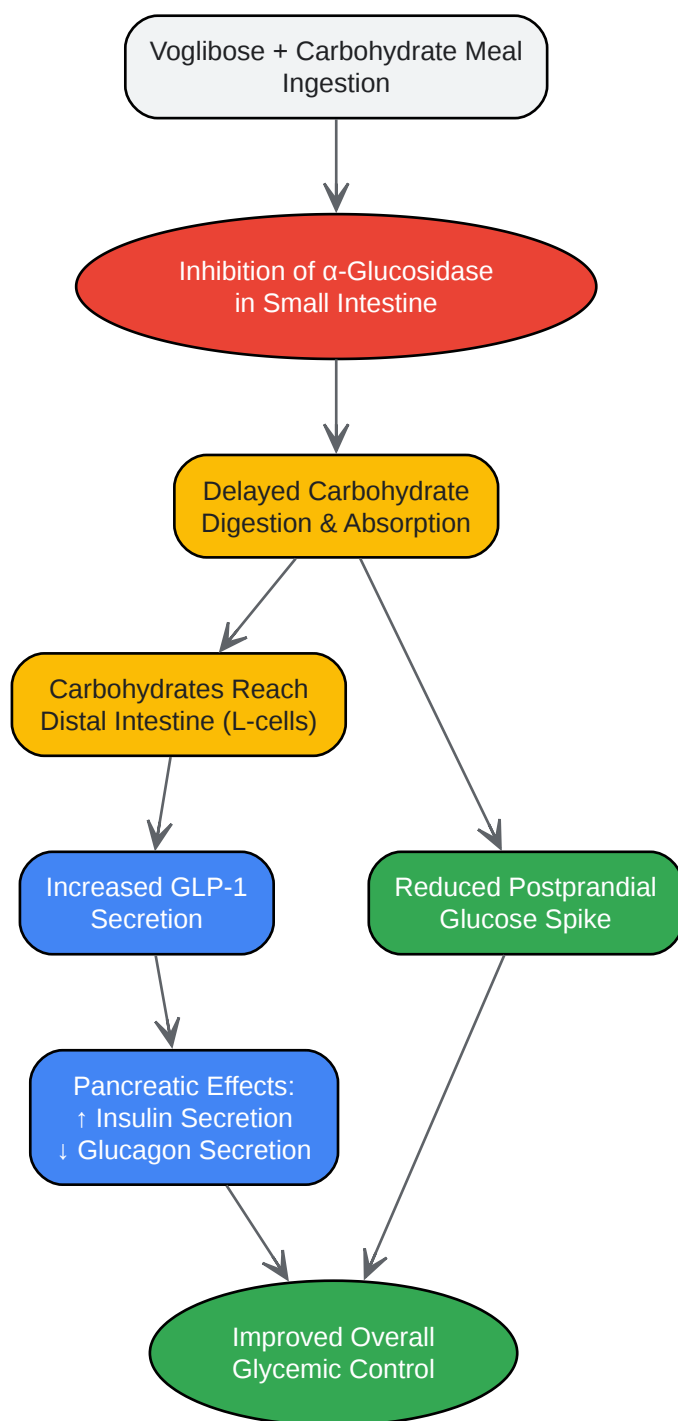 Voglibose + Carbohydrate Meal
Ingestion
Inhibition of α-Glucosidase
in Small Intestine
Delayed Carbohydrate
Digestion & Absorption
Carbohydrates Reach
Distal Intestine (L-cells)
Increased GLP-1
Secretion
Reduced Postprandial
Glucose Spike
Pancreatic Effects:
↑ Insulin Secretion
↓ Glucagon Secretion
Improved Overall
Glycemic Control